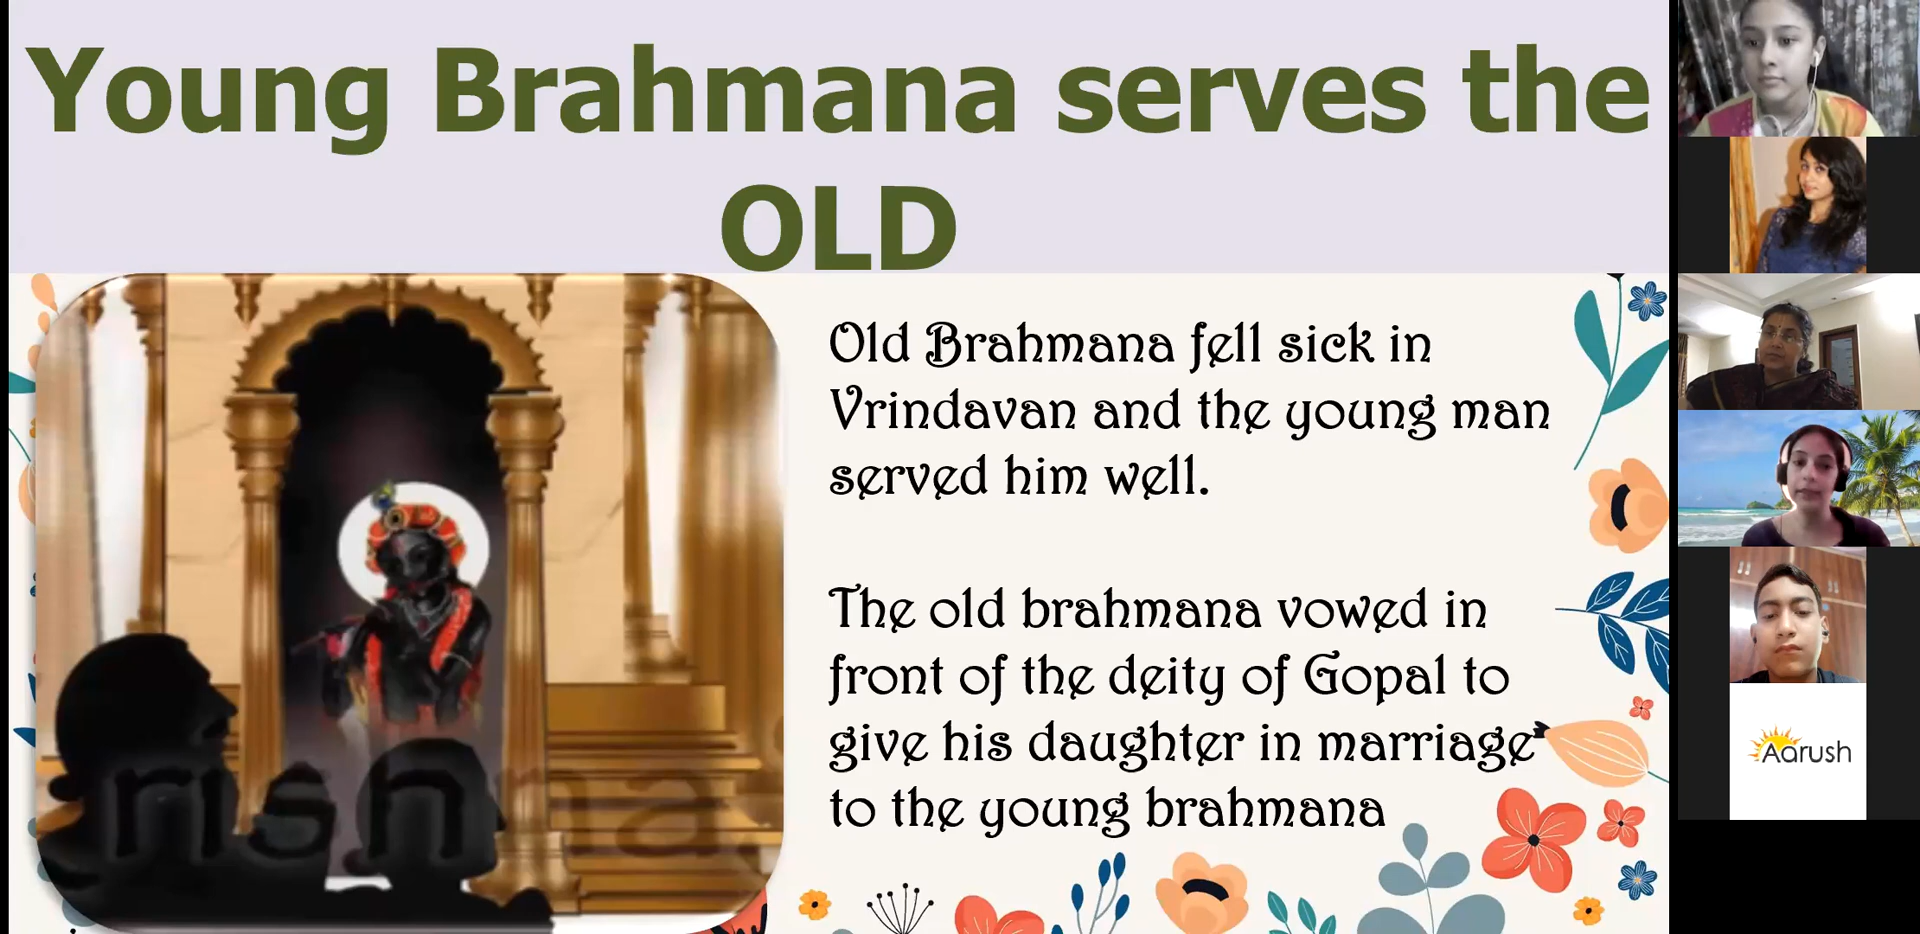 Young Brahmana serves the
OLD
Old Brahmana fell sick in
Vrindavan and the young man
served him well.
The old brahmana vowed in
front of the deity of Gopal to
give his daughter in marriage
to the young brahmana
rishna
Aarush